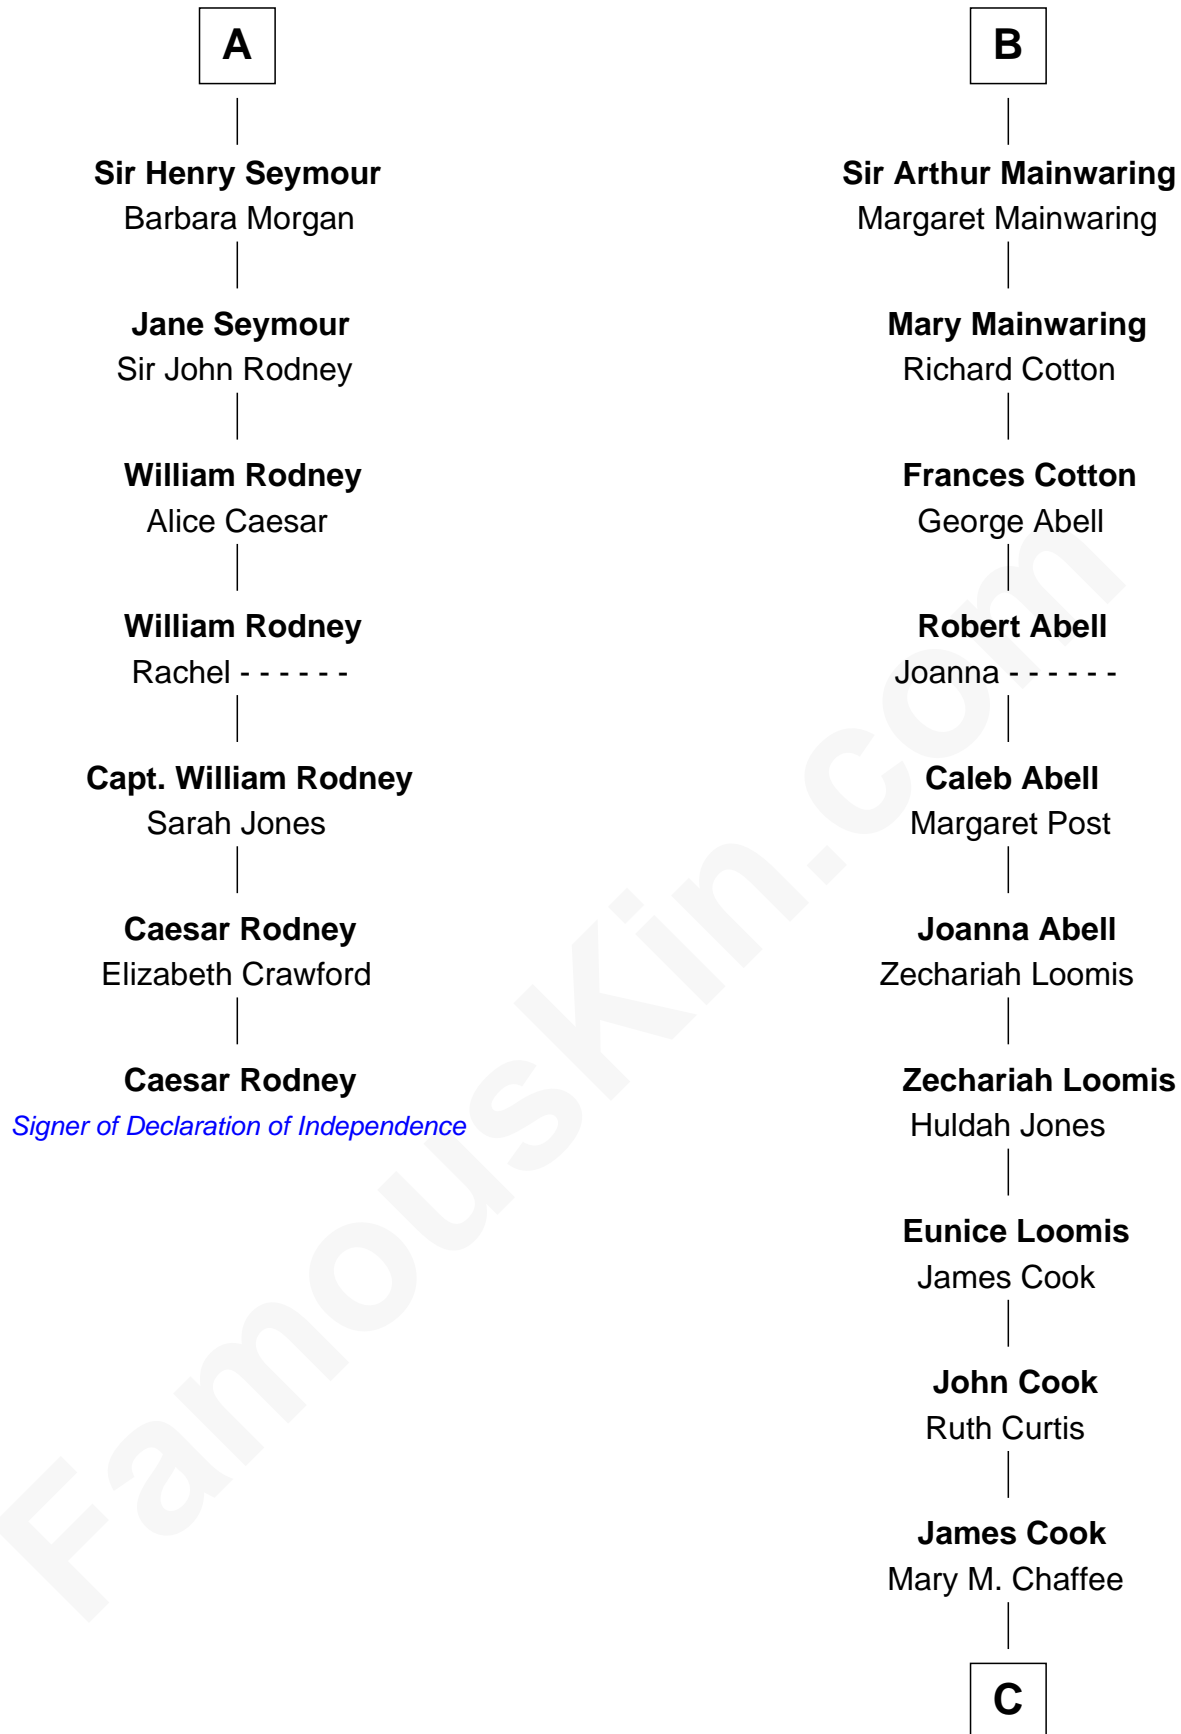 A
Sir Henry Seymour
Barbara Morgan
Jane Seymour
Sir John Rodney
William Rodney
Alice Caesar
William Rodney
Rachel - - - - - -
Capt. William Rodney
Sarah Jones
Caesar Rodney
Elizabeth Crawford
Caesar Rodney
Signer of Declaration of Independence
B
Sir Arthur Mainwaring
Margaret Mainwaring
Mary Mainwaring
Richard Cotton
Frances Cotton
George Abell
Robert Abell
Joanna - - - - - -
Caleb Abell
Margaret Post
Joanna Abell
Zechariah Loomis
Zechariah Loomis
Huldah Jones
Eunice Loomis
James Cook
John Cook
Ruth Curtis
James Cook
Mary M. Chaffee
C
FamousKin.com